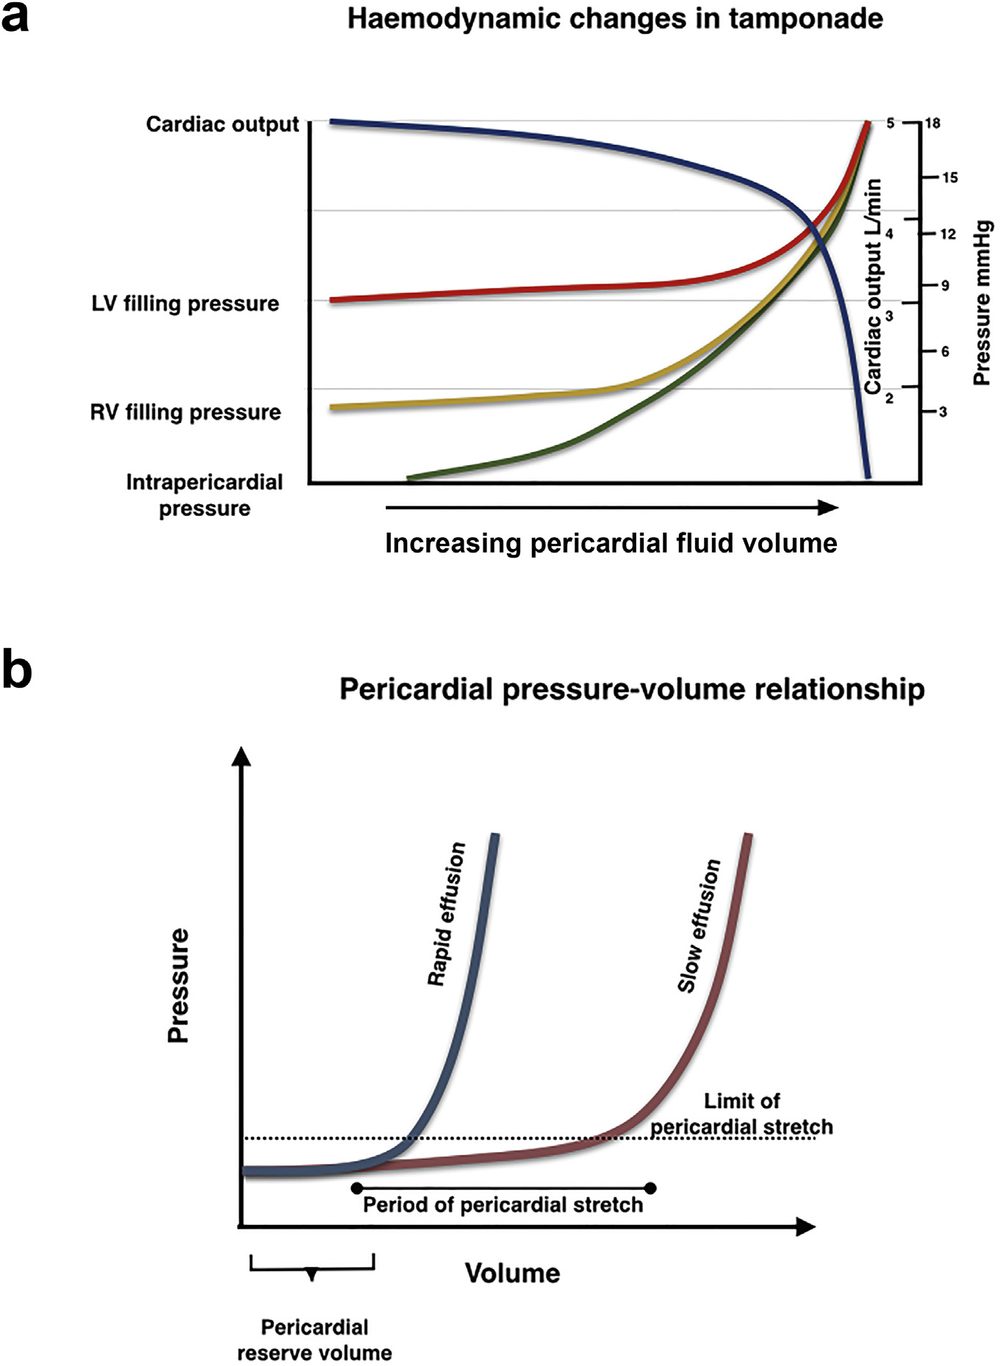 a
Haemodynamic changes in tamponade
Cardiac output
LV filling pressure
RV filling pressure
Intrapericardial
pressure
5
4
3
2
Cardiac output L/min
18
15
12
9
6
3
Pressure mmHg
Increasing pericardial fluid volume
b
Pericardial pressure-volume relationship
Pressure
Rapid effusion
Slow effusion
Limit of
pericardial stretch
Period of pericardial stretch
Volume
Pericardial
reserve volume